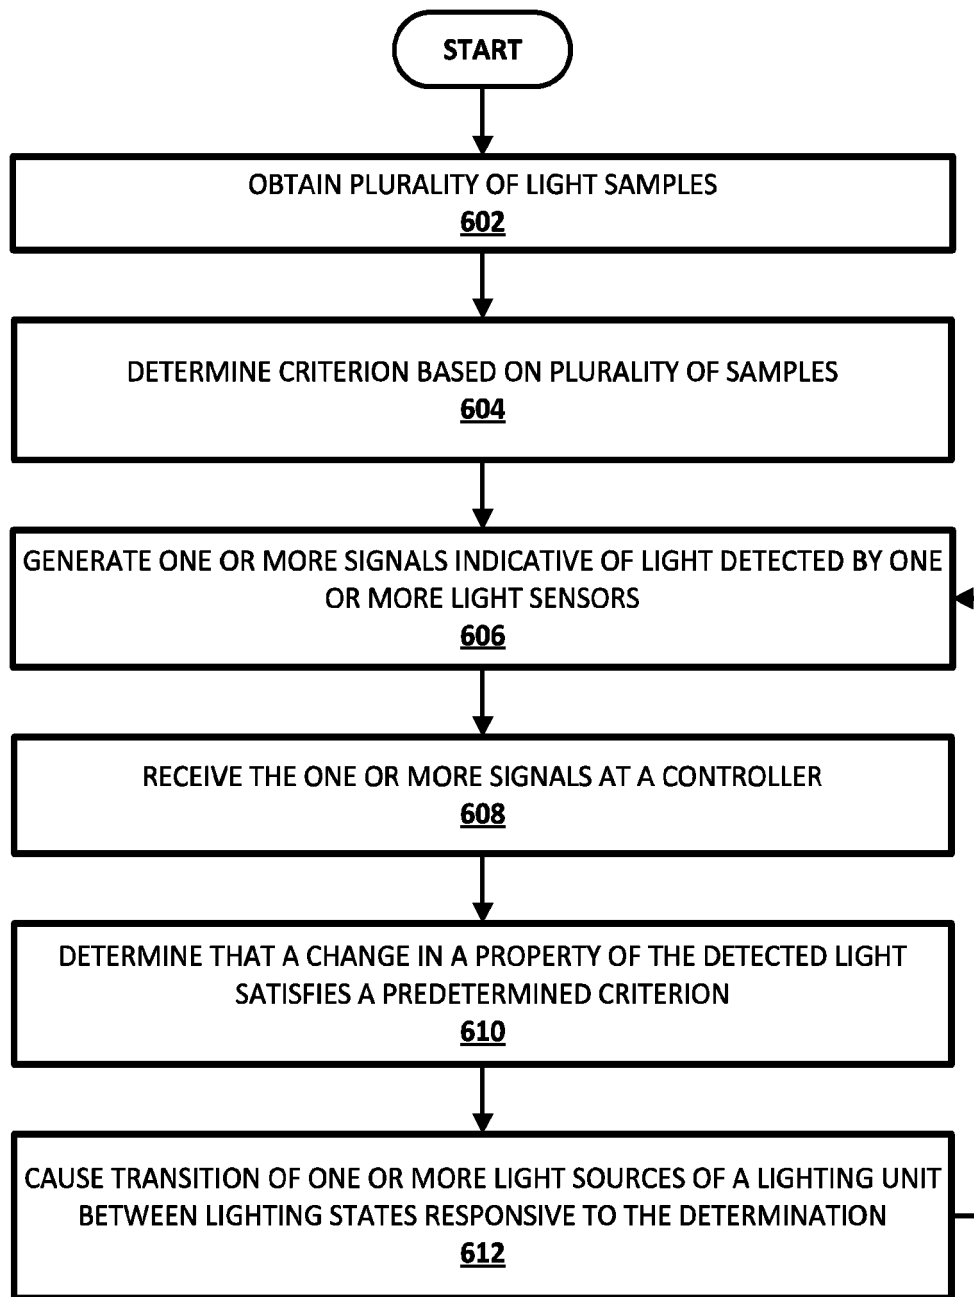 START
OBTAIN PLURALITY OF LIGHT SAMPLES
602
DETERMINE CRITERION BASED ON PLURALITY OF SAMPLES
604
GENERATE ONE OR MORE SIGNALS INDICATIVE OF LIGHT DETECTED BY ONE
OR MORE LIGHT SENSORS
606
RECEIVE THE ONE OR MORE SIGNALS AT A CONTROLLER
608
DETERMINE THAT A CHANGE IN A PROPERTY OF THE DETECTED LIGHT
SATISFIES A PREDETERMINED CRITERION
610
CAUSE TRANSITION OF ONE OR MORE LIGHT SOURCES OF A LIGHTING UNIT
BETWEEN LIGHTING STATES RESPONSIVE TO THE DETERMINATION
612